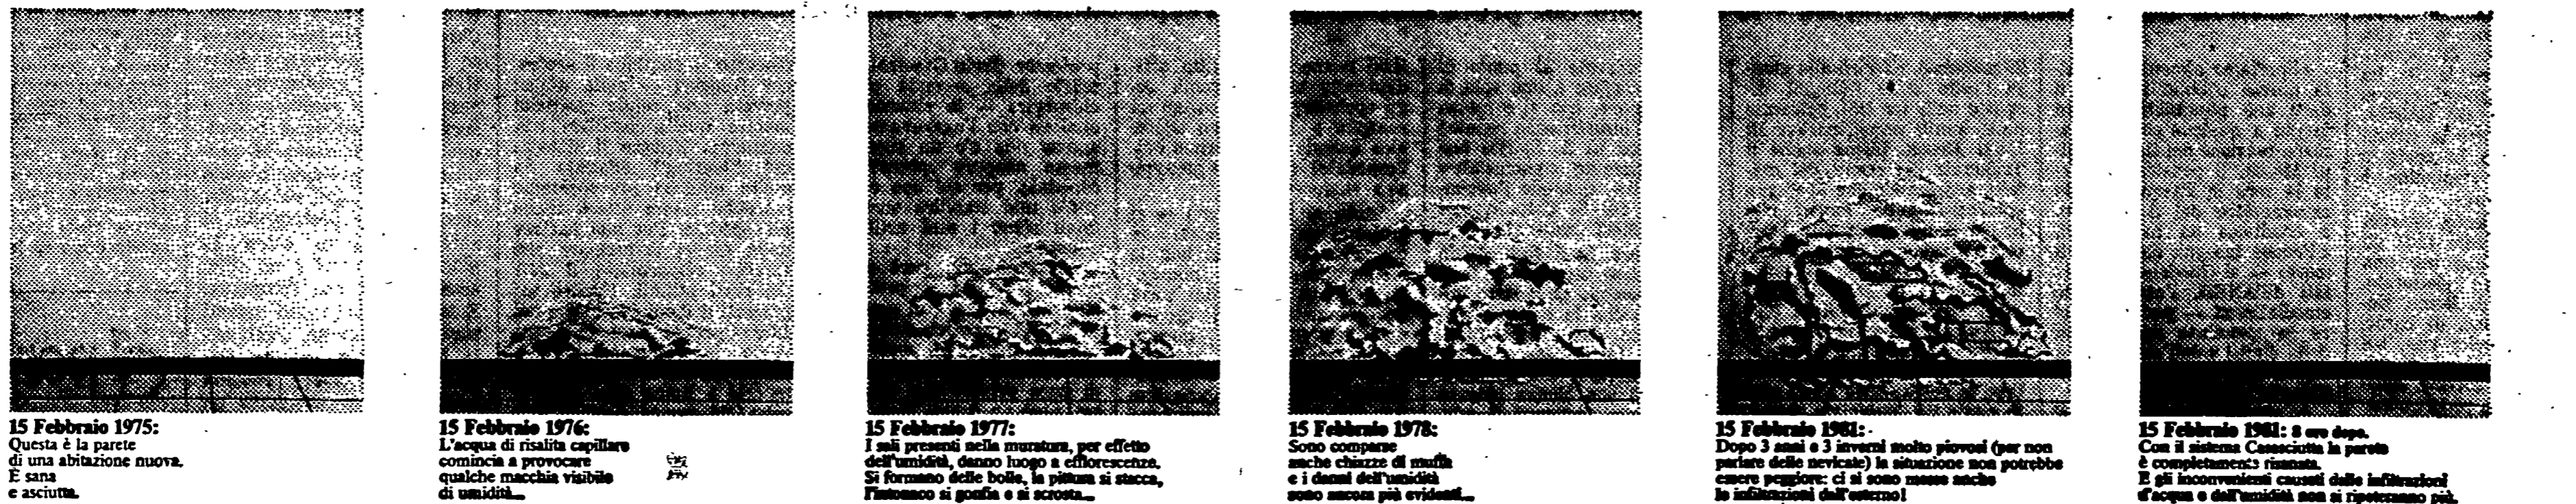 15 Febbraio 1975:
Questa è la parete
di una abitazione nuova.
È sana
e asciutta.
15 Febbraio 1976:
L'acqua di risalita capillare
comincia a provocare
qualche macchia visibile
di umidità...
15 Febbraio 1977:
I sali presenti nella muratura, per effetto
dell'umidità, danno luogo a efflorescenze.
Si formano delle bolle, la pittura si stacca,
l'intonaco si gonfia e si scrosta...
15 Febbraio 1978:
Sono comparse
anche chiazze di muffa
e i danni dell'umidità
sono ancora più evidenti...
15 Febbraio 1981:
Dopo 3 anni e 3 inverni molto piovosi (per non
parlare delle nevicate) la situazione non potrebbe
essere peggiore: ci si sono messe anche
le infiltrazioni dall'esterno!
15 Febbraio 1981: 8 ore dopo.
Con il sistema Casasciutta la parete
è completamente risanata.
E gli inconvenienti causati dalle infiltrazioni
d'acqua e dall'umidità non si ripeteranno più.